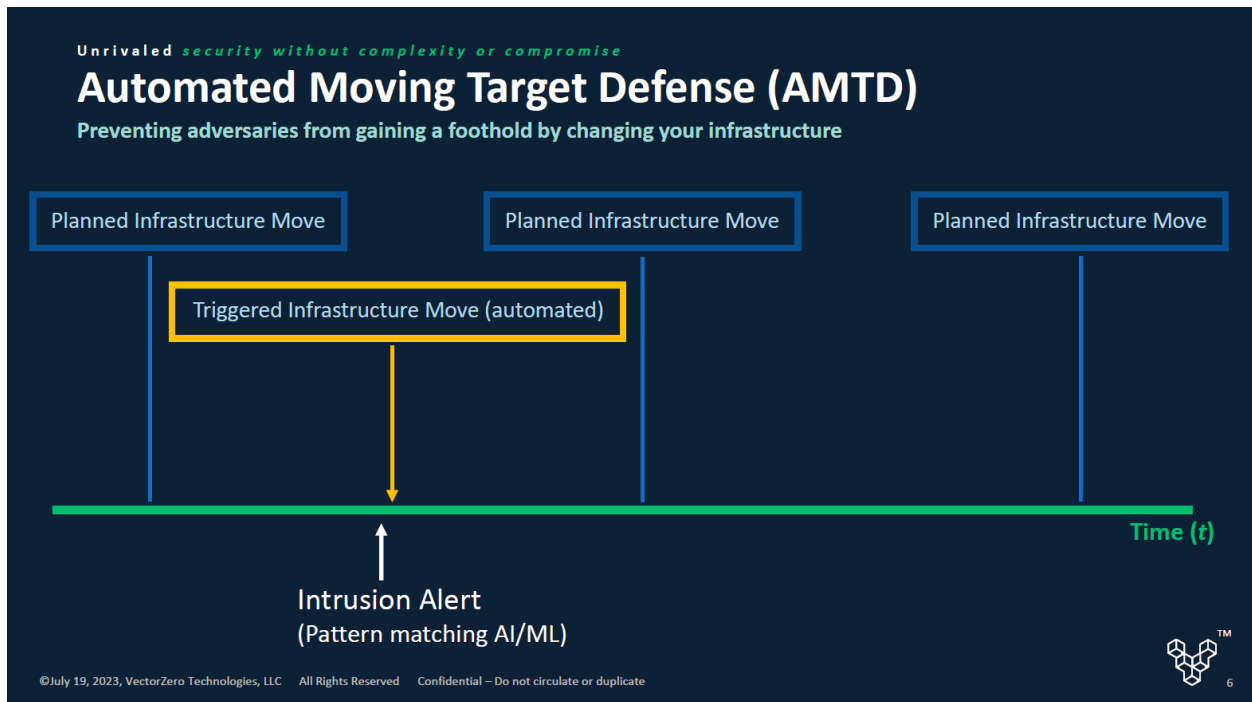 Unrivaled security without complexity or compromise
Automated Moving Target Defense (AMTD)
Preventing adversaries from gaining a foothold by changing your infrastructure
Planned Infrastructure Move
Planned Infrastructure Move
Planned Infrastructure Move
Triggered Infrastructure Move (automated)
Time (t)
Intrusion Alert
(Pattern matching AI/ML)
TM
©July 19, 2023, VectorZero Technologies, LLC All Rights Reserved Confidential – Do not circulate or duplicate
6